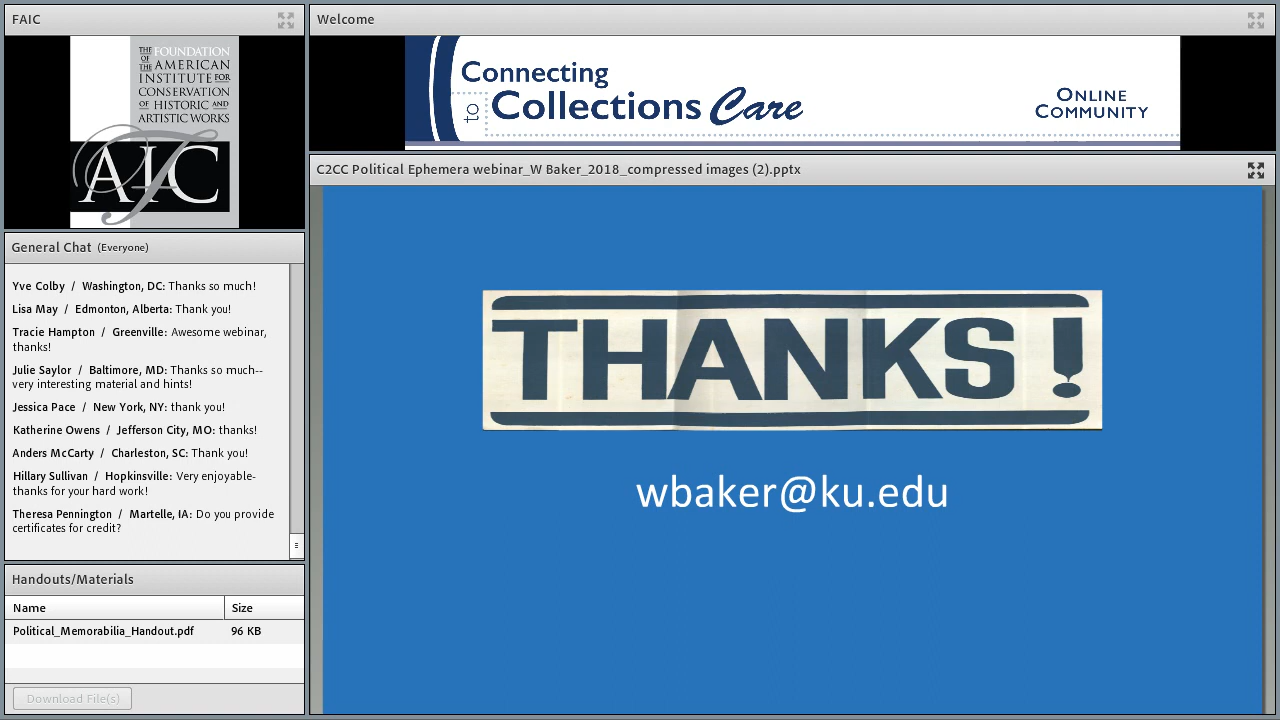 FAIC
THE FOUNDATION
OF THE AMERICAN
INSTITUTE FOR
CONSERVATION
OF HISTORIC AND
ARTISTIC WORKS
AIC
Welcome
Connecting
to Collections Care
ONLINE
COMMUNITY
C2CC Political Ephemera webinar_W Baker_2018_compressed images (2).pptx
THANKS!
wbaker@ku.edu
General Chat (Everyone)
Yve Colby / Washington, DC: Thanks so much!
Lisa May / Edmonton, Alberta: Thank you!
Tracie Hampton / Greenville: Awesome webinar,
thanks!
Julie Saylor / Baltimore, MD: Thanks so much--
very interesting material and hints!
Jessica Pace / New York, NY: thank you!
Katherine Owens / Jefferson City, MO: thanks!
Anders McCarty / Charleston, SC: Thank you!
Hillary Sullivan / Hopkinsville: Very enjoyable-
thanks for your hard work!
Theresa Pennington / Martelle, IA: Do you provide
certificates for credit?
Handouts/Materials
Name Size
Political_Memorabilia_Handout.pdf 96 KB
Download File(s)